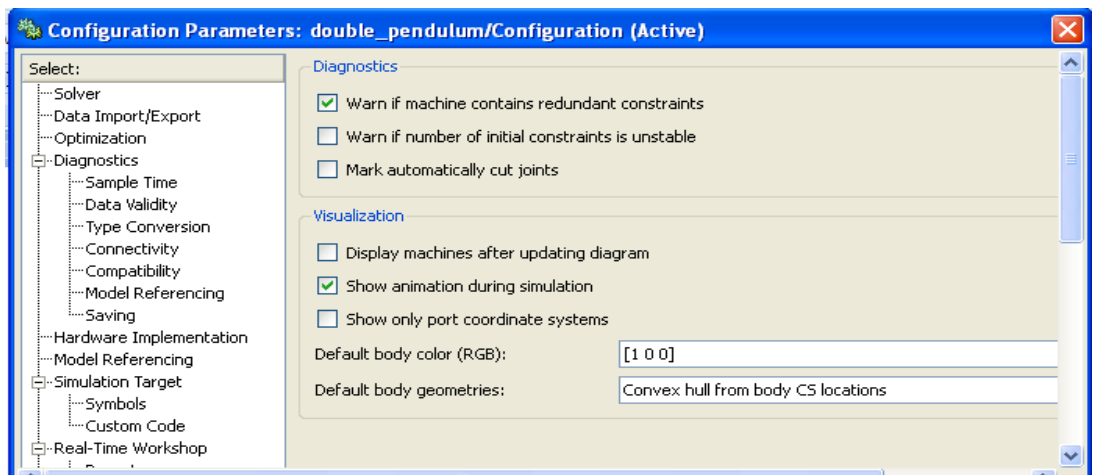 Configuration Parameters: double_pendulum/Configuration (Active)
Select:
Solver
Data Import/Export
Optimization
Diagnostics
Sample Time
Data Validity
Type Conversion
Connectivity
Compatibility
Model Referencing
Saving
Hardware Implementation
Model Referencing
Simulation Target
Symbols
Custom Code
Real-Time Workshop
Diagnostics
Warn if machine contains redundant constraints
Warn if number of initial constraints is unstable
Mark automatically cut joints
Visualization
Display machines after updating diagram
Show animation during simulation
Show only port coordinate systems
Default body color (RGB): [1 0 0]
Default body geometries: Convex hull from body CS locations